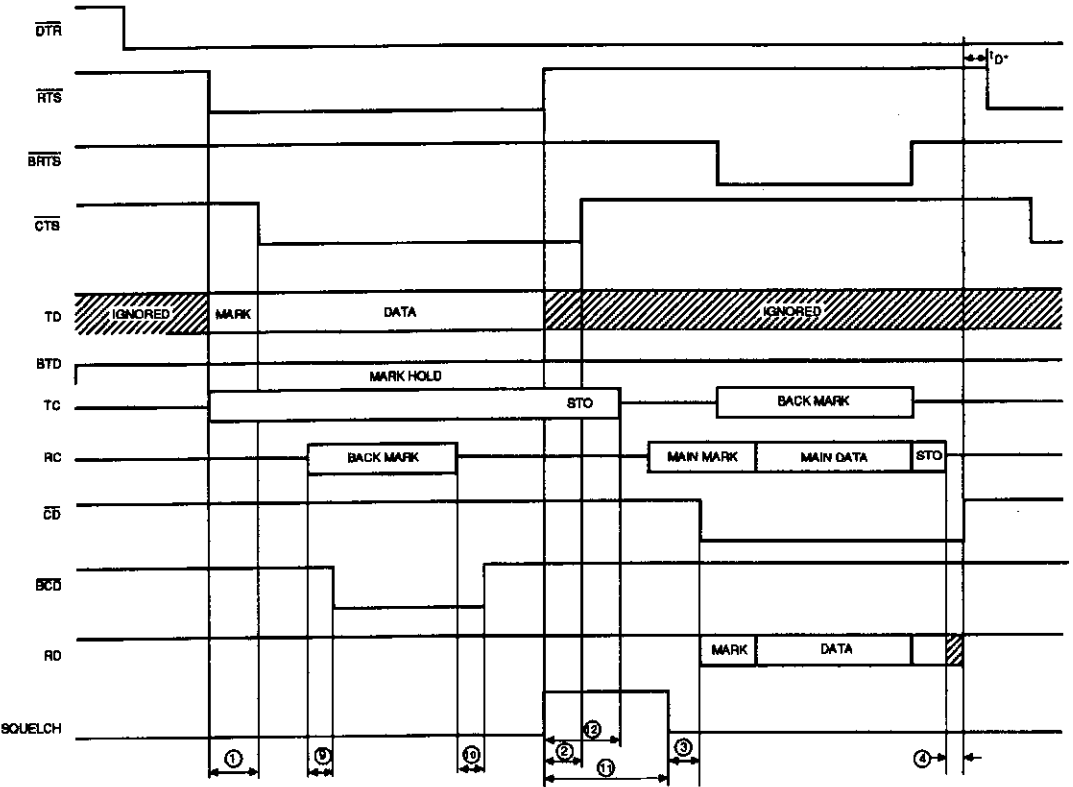 DTR
tD*
RTS
BRTS
CTS
TD IGNORED MARK DATA IGNORED
BTD
MARK HOLD
TC STO BACK MARK
RC BACK MARK MAIN MARK MAIN DATA STO
CD
BCD
RD MARK DATA
SQUELCH
12
1 9 10 2 3 4
11